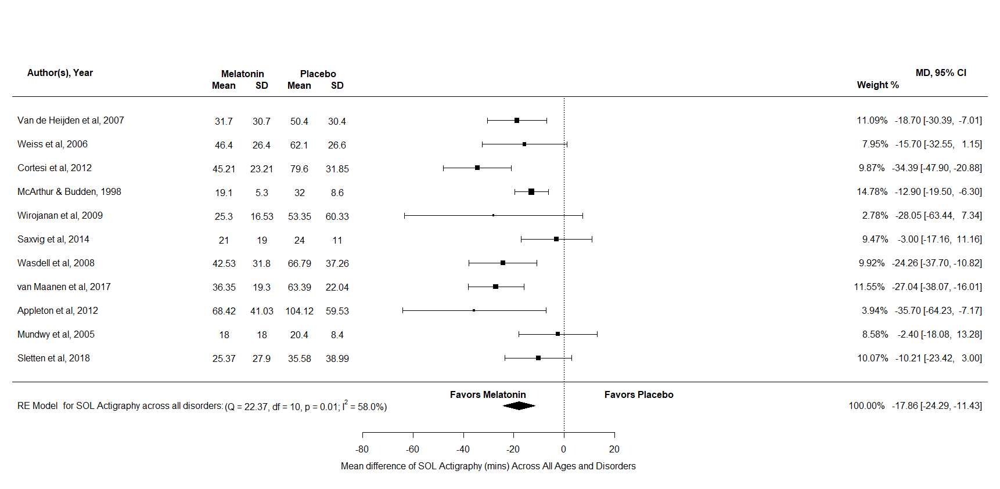 Author(s), Year Melatonin Placebo MD, 95% CI
Mean SD Mean SD Weight %
Van de Heijden et al, 2007 31.7 30.7 50.4 30.4 11.09% -18.70 [-30.39, -7.01]
Weiss et al, 2006 46.4 26.4 62.1 26.6 7.95% -15.70 [-32.55, 1.15]
Cortesi et al, 2012 45.21 23.21 79.6 31.85 9.87% -34.39 [-47.90, -20.88]
McArthur & Budden, 1998 19.1 5.3 32 8.6 14.78% -12.90 [-19.50, -6.30]
Wirojanan et al, 2009 25.3 16.53 53.35 60.33 2.78% -28.05 [-63.44, 7.34]
Saxvig et al, 2014 21 19 24 11 9.47% -3.00 [-17.16, 11.16]
Wasdell et al, 2008 42.53 31.8 66.79 37.26 9.92% -24.26 [-37.70, -10.82]
van Maanen et al, 2017 36.35 19.3 63.39 22.04 11.55% -27.04 [-38.07, -16.01]
Appleton et al, 2012 68.42 41.03 104.12 59.53 3.94% -35.70 [-64.23, -7.17]
Mundwy et al, 2005 18 18 20.4 8.4 8.58% -2.40 [-18.08, 13.28]
Sletten et al, 2018 25.37 27.9 35.58 38.99 10.07% -10.21 [-23.42, 3.00]
Favors Melatonin Favors Placebo
RE Model for SOL Actigraphy across all disorders: (Q = 22.37, df = 10, p = 0.01; I² = 58.0%) 100.00% -17.86 [-24.29, -11.43]
-80 -60 -40 -20 0 20
Mean difference of SOL Actigraphy (mins) Across All Ages and Disorders